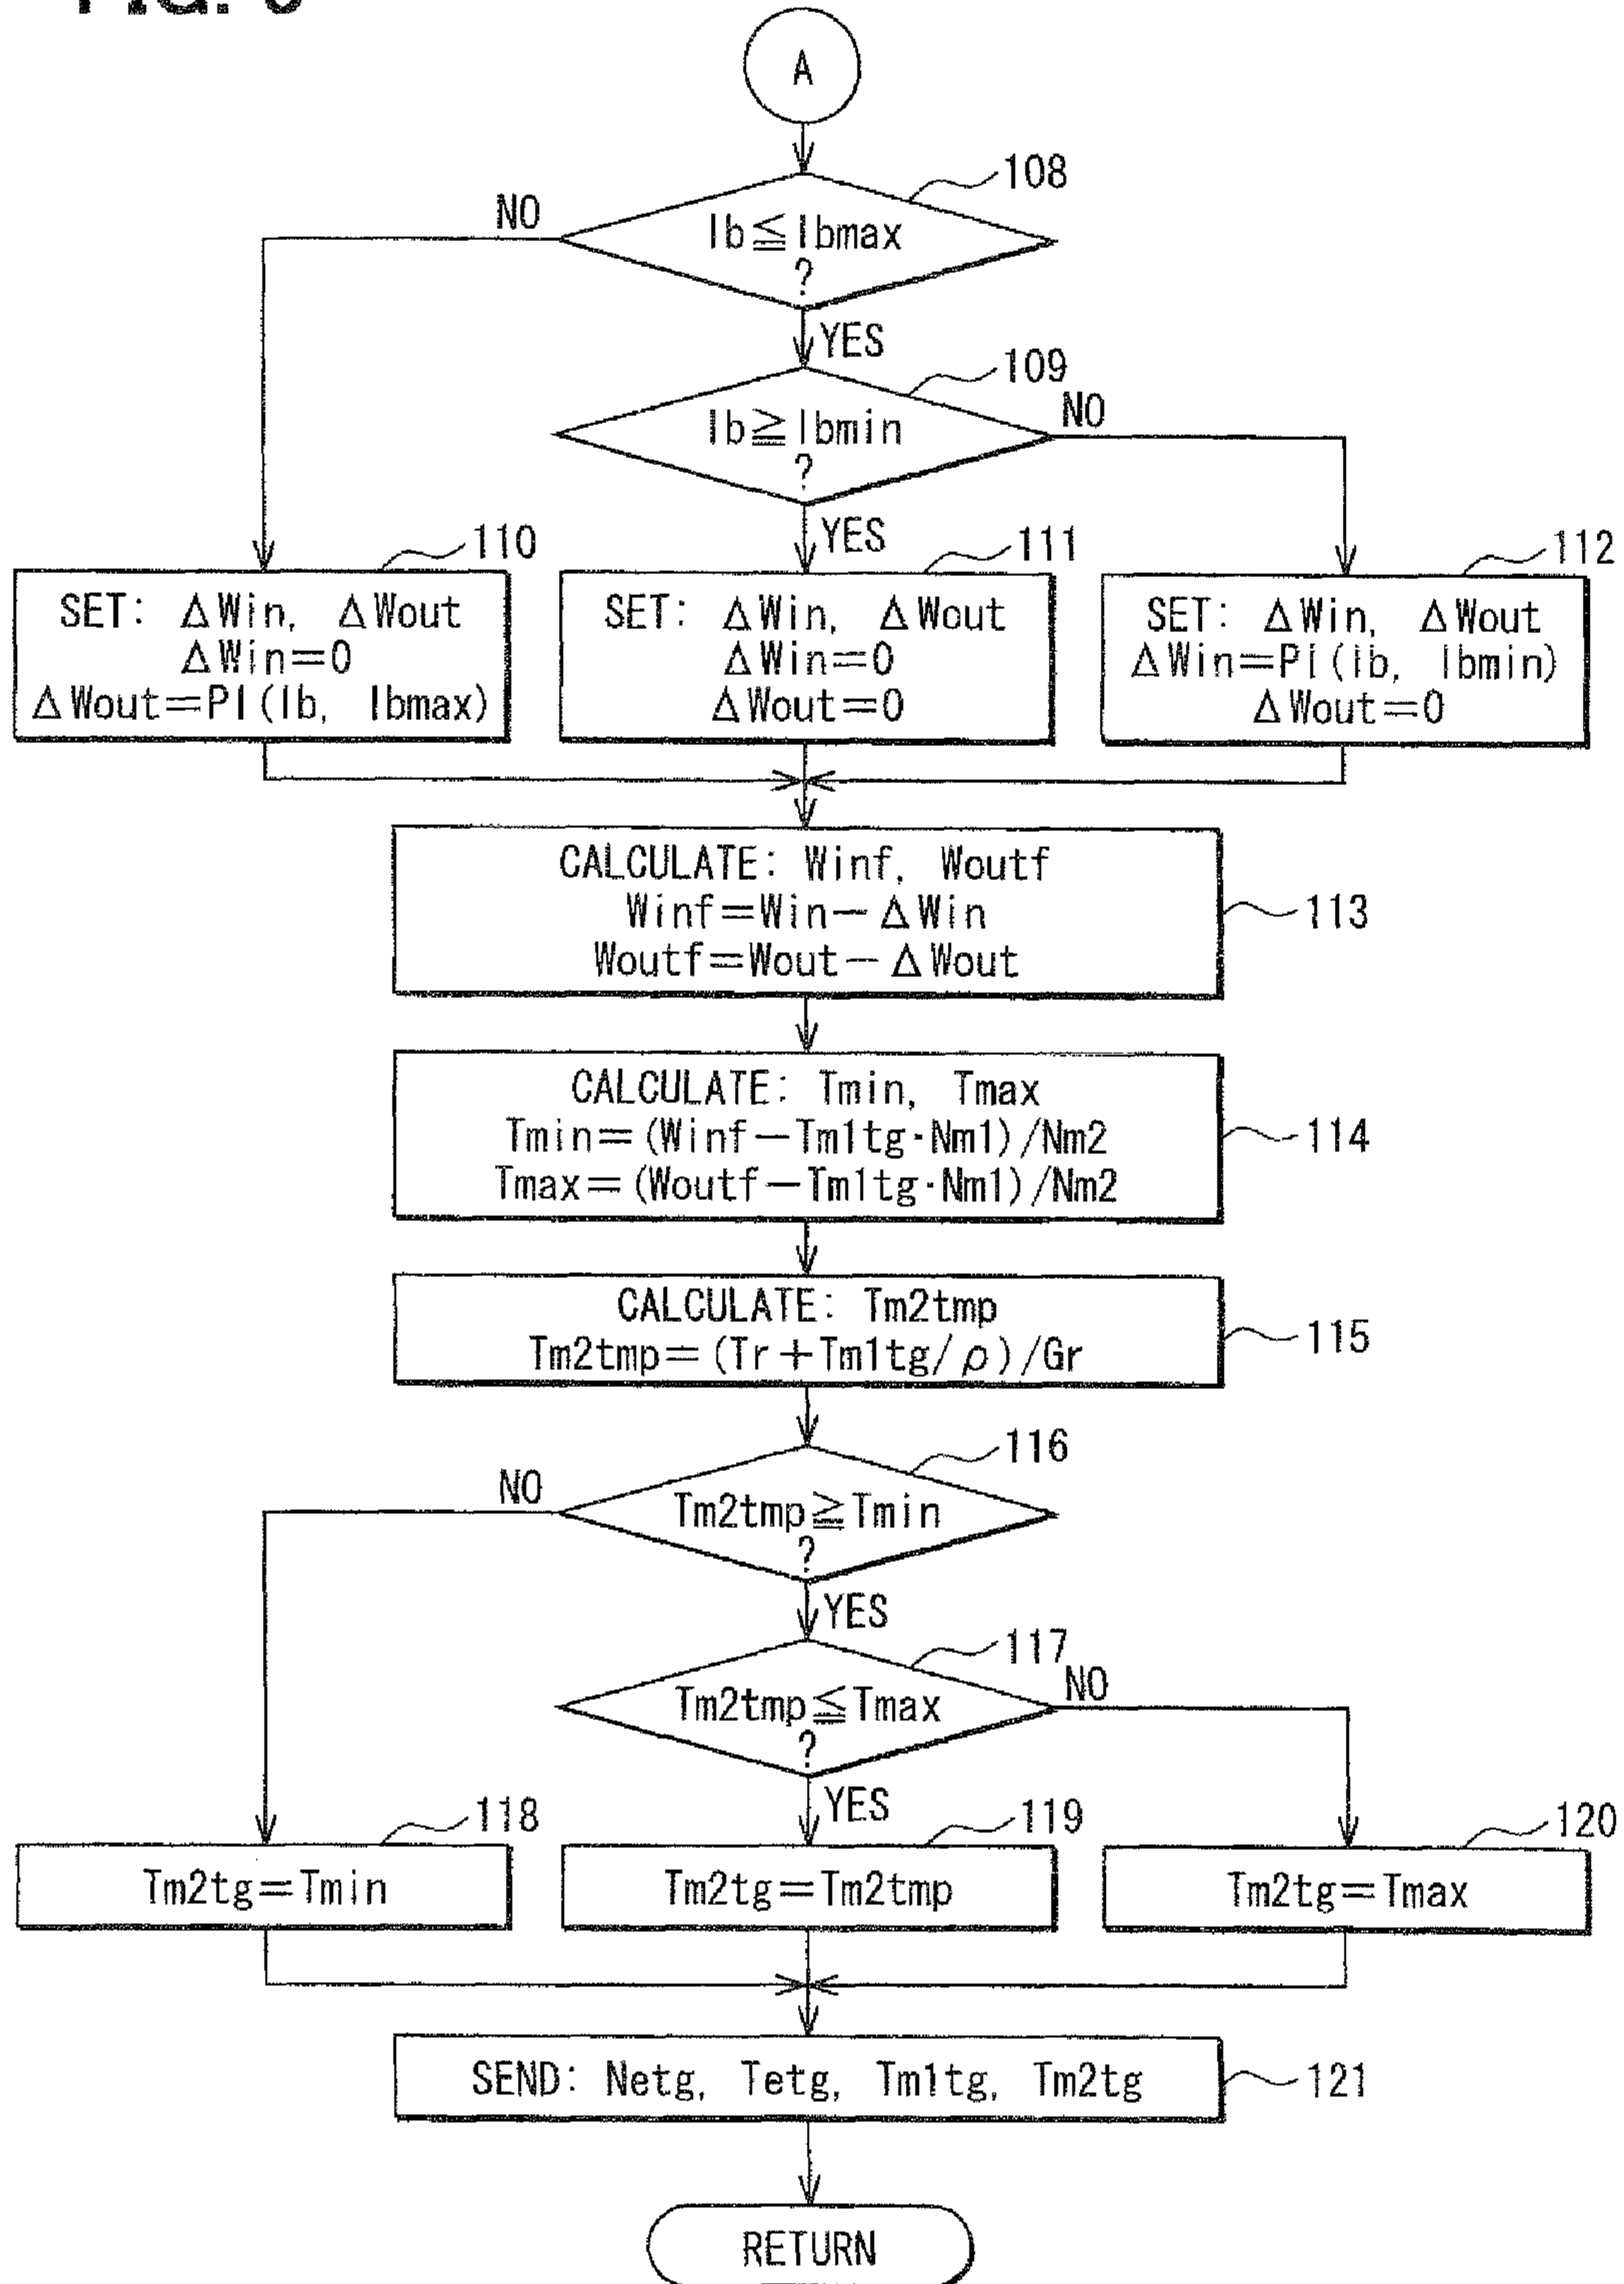 A
108
NO
Ib≦Ibmax
?
YES
109
NO
Ib≧Ibmin
?
YES
110
111
112
SET: ΔWin, ΔWout
ΔWin=0
ΔWout=PI(Ib, Ibmax)
SET: ΔWin, ΔWout
ΔWin=0
ΔWout=0
SET: ΔWin, ΔWout
ΔWin=PI(Ib, Ibmin)
ΔWout=0
CALCULATE: Winf, Woutf
Winf=Win-ΔWin
Woutf=Wout-ΔWout
113
CALCULATE: Tmin, Tmax
Tmin=(Winf-Tm1tg·Nm1)/Nm2
Tmax=(Woutf-Tm1tg·Nm1)/Nm2
114
CALCULATE: Tm2tmp
Tm2tmp=(Tr+Tm1tg/ρ)/Gr
115
116
NO
Tm2tmp≧Tmin
?
YES
117
NO
Tm2tmp≦Tmax
?
YES
118
119
120
Tm2tg=Tmin
Tm2tg=Tm2tmp
Tm2tg=Tmax
SEND: Netg, Tetg, Tm1tg, Tm2tg
121
RETURN